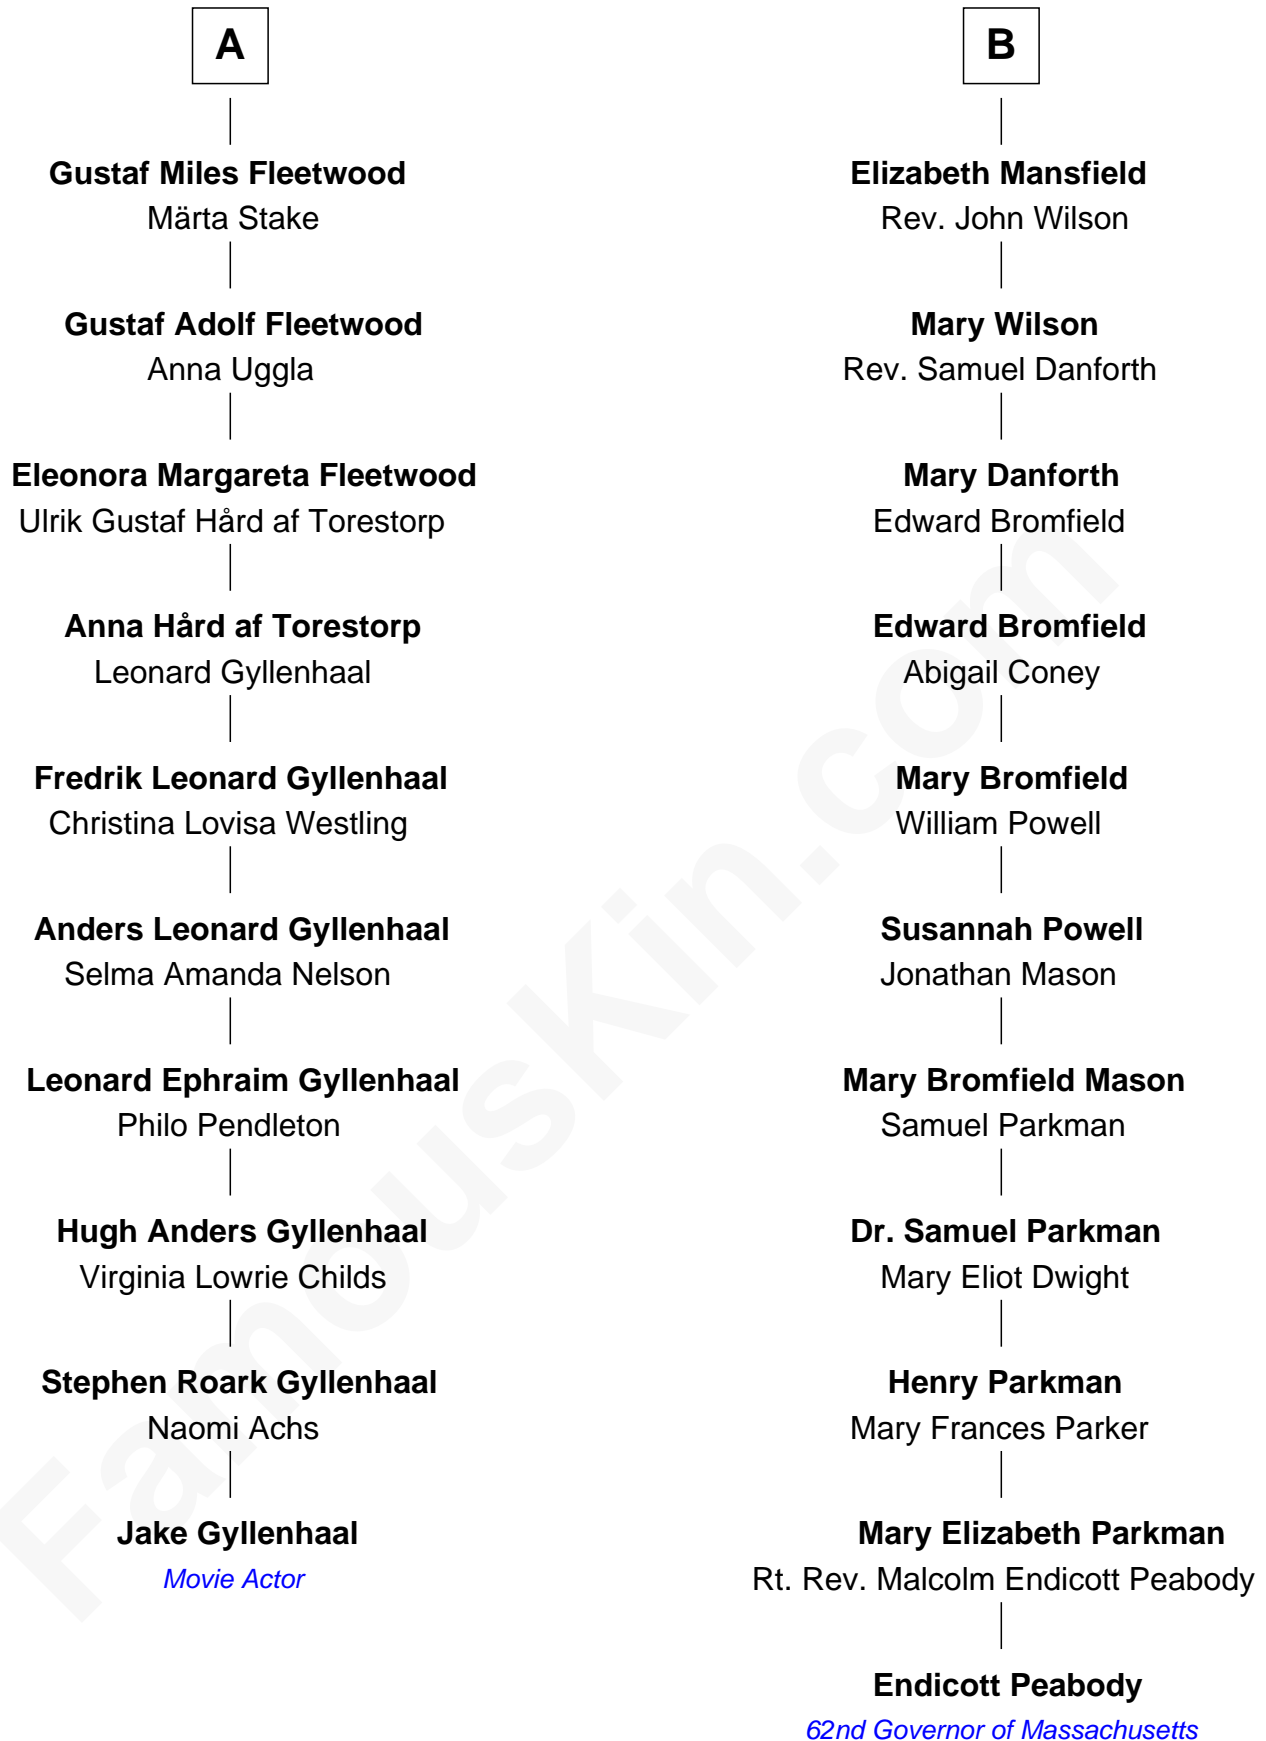 A
Gustaf Miles Fleetwood
Märta Stake
Gustaf Adolf Fleetwood
Anna Uggla
Eleonora Margareta Fleetwood
Ulrik Gustaf Hård af Torestorp
Anna Hård af Torestorp
Leonard Gyllenhaal
Fredrik Leonard Gyllenhaal
Christina Lovisa Westling
Anders Leonard Gyllenhaal
Selma Amanda Nelson
Leonard Ephraim Gyllenhaal
Philo Pendleton
Hugh Anders Gyllenhaal
Virginia Lowrie Childs
Stephen Roark Gyllenhaal
Naomi Achs
Jake Gyllenhaal
Movie Actor
B
Elizabeth Mansfield
Rev. John Wilson
Mary Wilson
Rev. Samuel Danforth
Mary Danforth
Edward Bromfield
Edward Bromfield
Abigail Coney
Mary Bromfield
William Powell
Susannah Powell
Jonathan Mason
Mary Bromfield Mason
Samuel Parkman
Dr. Samuel Parkman
Mary Eliot Dwight
Henry Parkman
Mary Frances Parker
Mary Elizabeth Parkman
Rt. Rev. Malcolm Endicott Peabody
Endicott Peabody
62nd Governor of Massachusetts
FamousKin.com